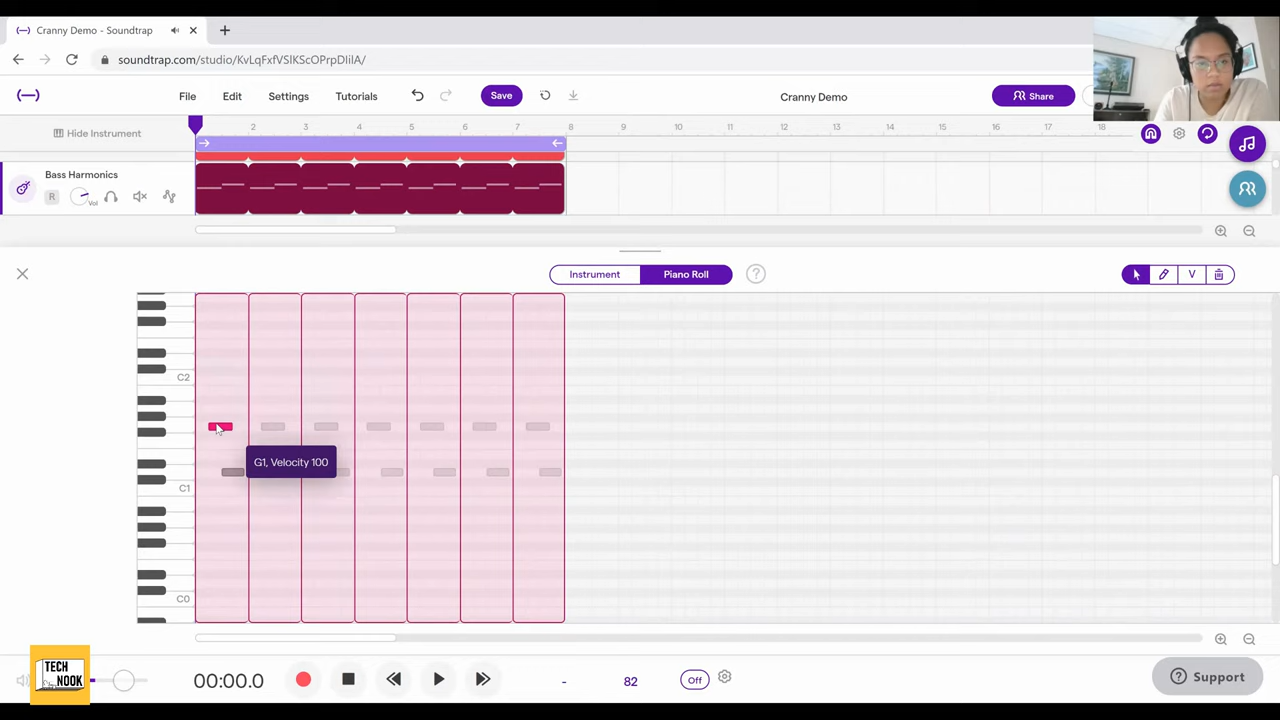 Cranny Demo - Soundtrap
soundtrap.com/studio/KvLqFxfVSlKScOPrpDIilA/
File Edit Settings Tutorials Save Cranny Demo Share
Hide Instrument
2 3 4 5 6 7 8 9 10 11 12 13 14 15 16 17 18
Bass Harmonics
R Vol
Instrument Piano Roll ? V
C2
G1, Velocity 100
C1
C0
TECH
NOOK
00:00.0 - 82 Off
? Support